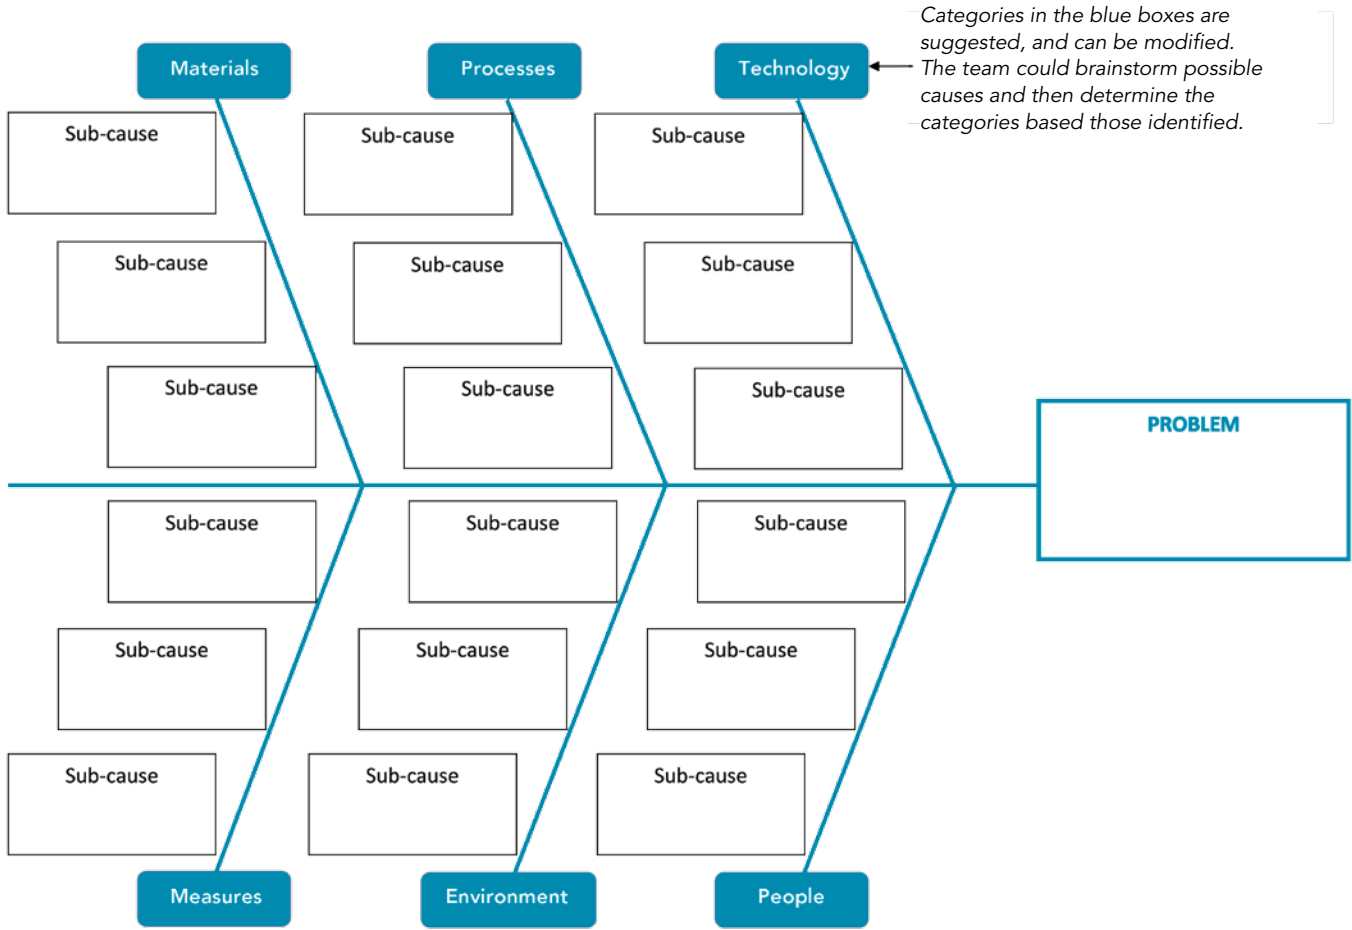 Categories in the blue boxes are
suggested, and can be modified.
The team could brainstorm possible
causes and then determine the
categories based those identified.
Materials
Processes
Technology
Sub-cause
Sub-cause
Sub-cause
Sub-cause
Sub-cause
Sub-cause
Sub-cause
Sub-cause
Sub-cause
PROBLEM
Sub-cause
Sub-cause
Sub-cause
Sub-cause
Sub-cause
Sub-cause
Sub-cause
Sub-cause
Sub-cause
Measures
Environment
People